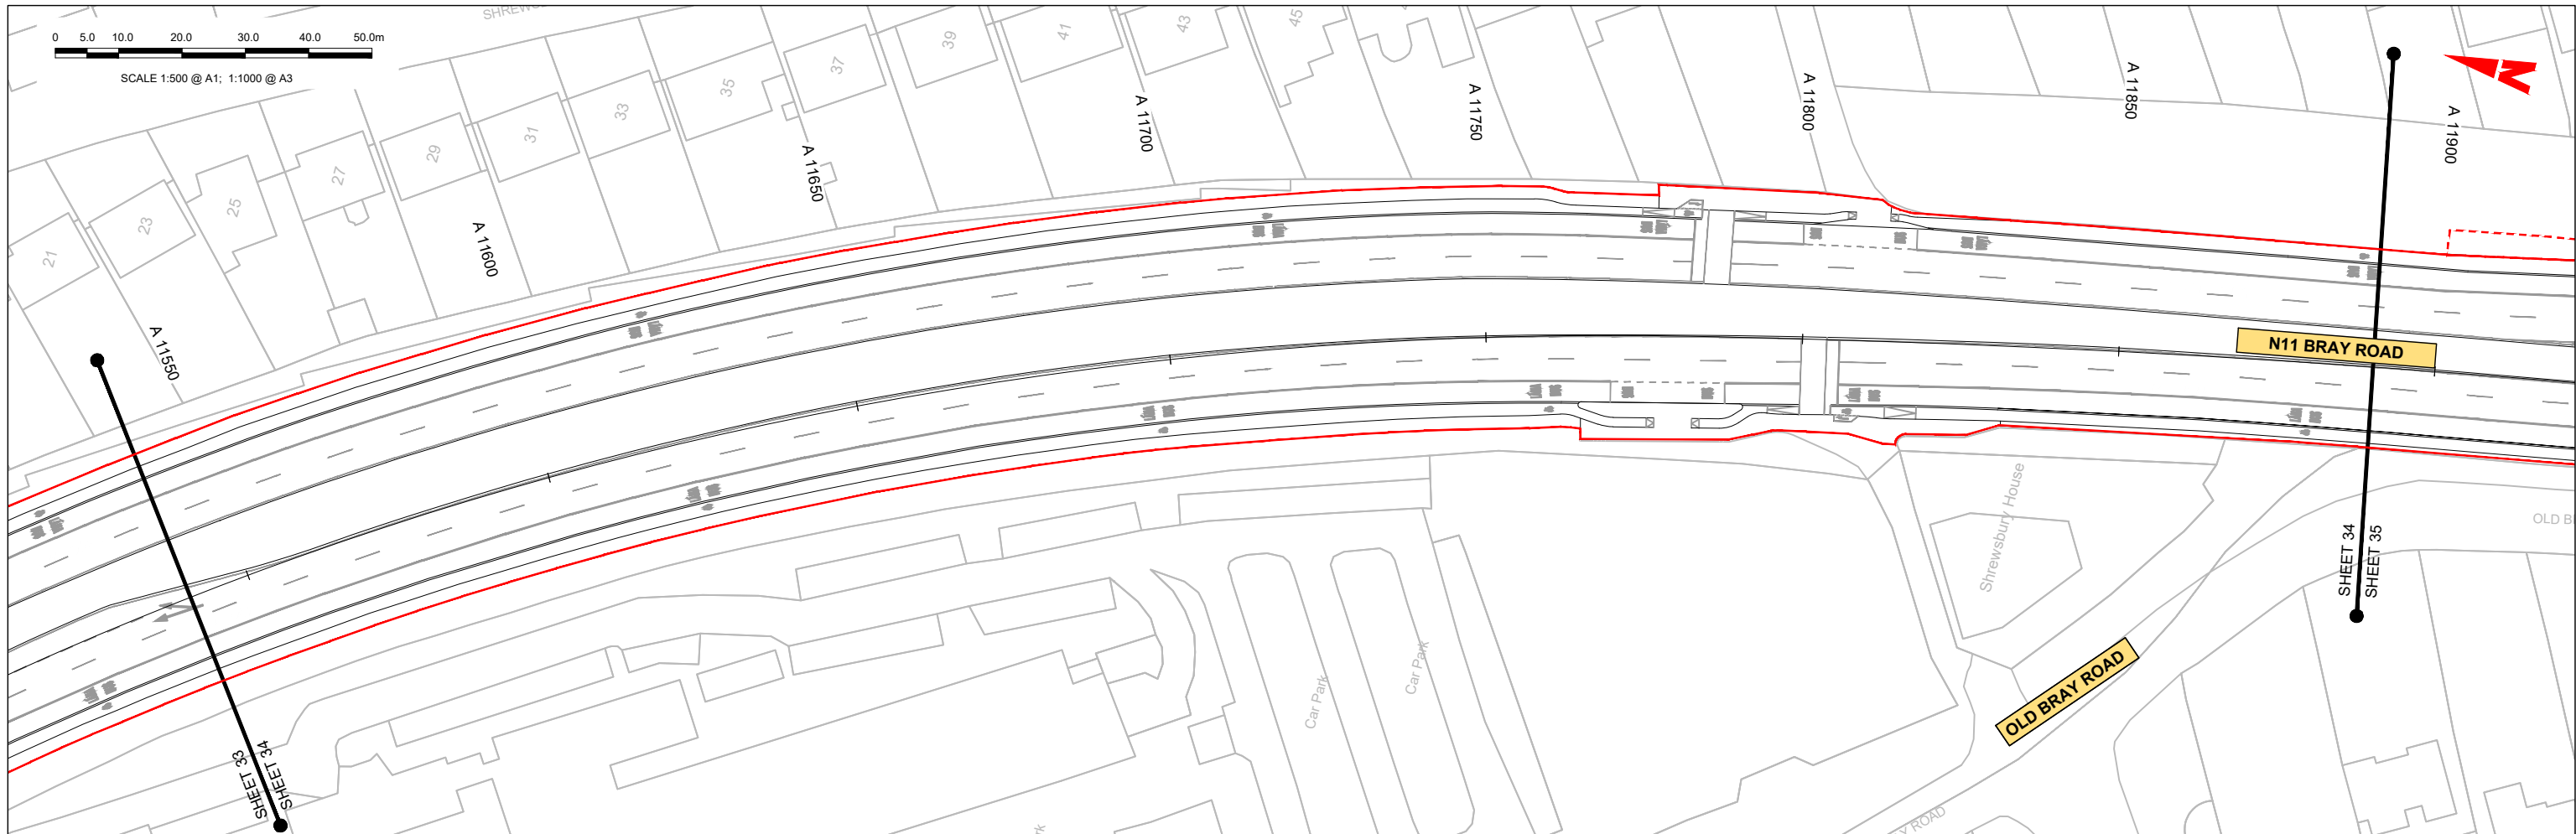 0 5.0 10.0 20.0 30.0 40.0 50.0m
SCALE 1:500 @ A1; 1:1000 @ A3
21
23
25
27
29
31
33
35
37
39
41
43
45
A 11550
A 11600
A 11650
A 11700
A 11750
A 11800
A 11850
A 11900
N
N11 BRAY ROAD
SHEET 33
SHEET 34
SHEET 34
SHEET 35
Shrewsbury House
Car Park
Car Park
OLD BRAY ROAD
ROAD